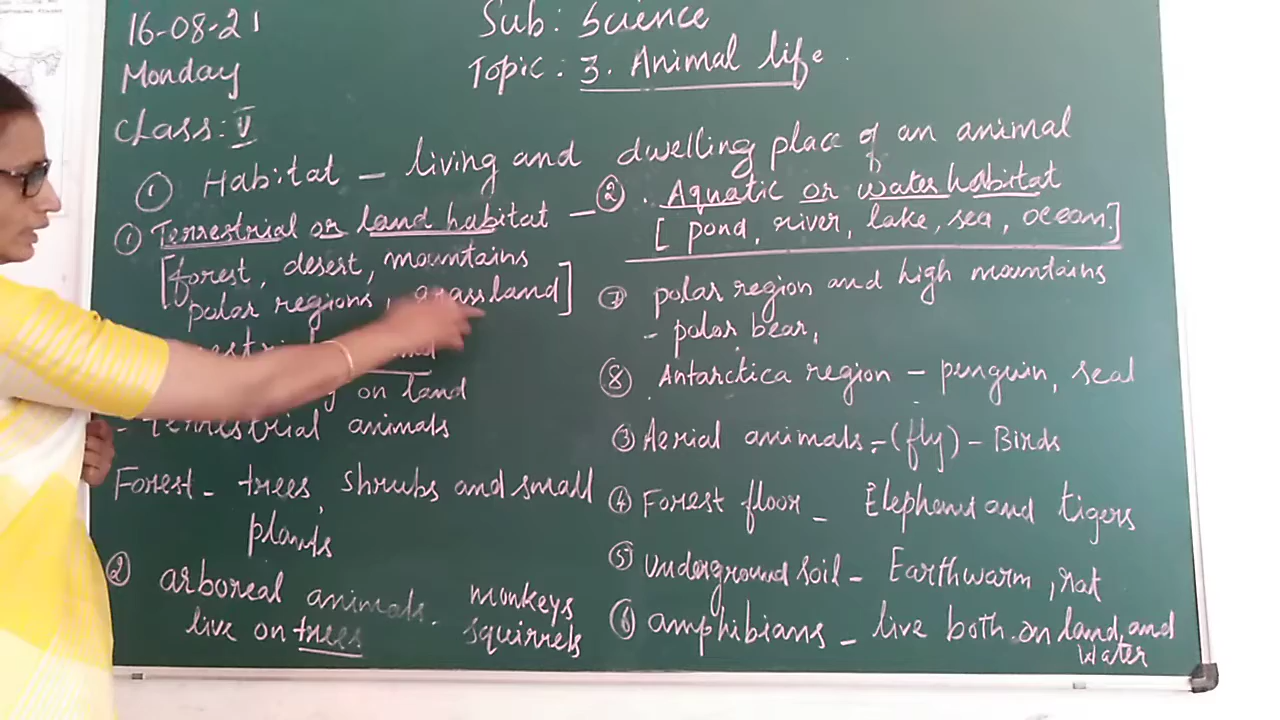 16-08-21
Monday
Class: V
Sub: Science
Topic: 3. Animal life.
① Habitat – living and dwelling place of an animal
① Terrestrial or land habitat –
[forest, desert, mountains
polar regions, grassland]
on land
- Terrestrial animals
Forest – trees, shrubs and small
plants
② arboreal animals. monkeys
live on trees squirrels
② . Aquatic or water habitat
[pond, river, lake, sea, ocean.]
⑦ polar region and high mountains
- polar bear,
⑧ Antarctica region – penguin, seal
③ Aerial animals – (fly) – Birds
④ Forest floor – Elephant and tigers
⑤ Underground soil – Earthwarm, rat
⑥ amphibians – live both on land and
water